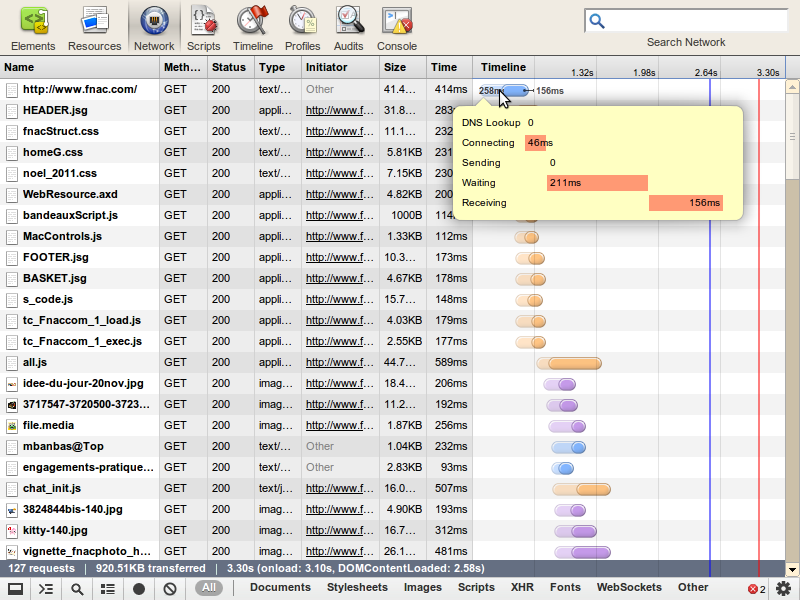 Elements Resources Network Scripts Timeline Profiles Audits Console Search Network
Name Meth… Status Type Initiator Size Time Timeline 1.32s 1.98s 2.64s 3.30s
http://www.fnac.com/ GET 200 text/… Other 41.4… 414ms 156ms
HEADER.jsg GET 200 appli… http://www.f… 31.8…
fnacStruct.css GET 200 text/… http://www.f… 11.1…
homeG.css GET 200 text/… http://www.f… 5.81KB
noel_2011.css GET 200 text/… http://www.f… 7.15KB
WebResource.axd GET 200 appli… http://www.f… 4.82KB
bandeauxScript.js GET 200 appli… http://www.f… 1000B
DNS Lookup 0
Connecting 46ms
Sending 0
Waiting 211ms
Receiving 156ms
MacControls.js GET 200 appli… http://www.f… 1.33KB 112ms
FOOTER.jsg GET 200 appli… http://www.f… 10.3… 173ms
BASKET.jsg GET 200 appli… http://www.f… 4.67KB 178ms
s_code.js GET 200 appli… http://www.f… 15.7… 148ms
tc_Fnaccom_1_load.js GET 200 appli… http://www.f… 4.03KB 179ms
tc_Fnaccom_1_exec.js GET 200 appli… http://www.f… 2.55KB 177ms
all.js GET 200 appli… http://www.f… 44.7… 589ms
idee-du-jour-20nov.jpg GET 200 imag… http://www.f… 18.4… 206ms
3717547-3720500-3723… GET 200 imag… http://www.f… 11.2… 192ms
file.media GET 200 imag… http://www.f… 1.87KB 256ms
mbanbas@Top GET 200 text/… Other 1.04KB 232ms
engagements-pratique… GET 200 text/… Other 2.83KB 93ms
chat_init.js GET 200 text/j… http://www.f… 16.0… 507ms
3824844bis-140.jpg GET 200 imag… http://www.f… 4.90KB 193ms
kitty-140.jpg GET 200 imag… http://www.f… 16.7… 312ms
vignette_fnacphoto_h… GET 200 imag… http://www.f… 26.1… 481ms
127 requests | 920.51KB transferred | 3.30s (onload: 3.10s, DOMContentLoaded: 2.58s)
All Documents Stylesheets Images Scripts XHR Fonts WebSockets Other 2